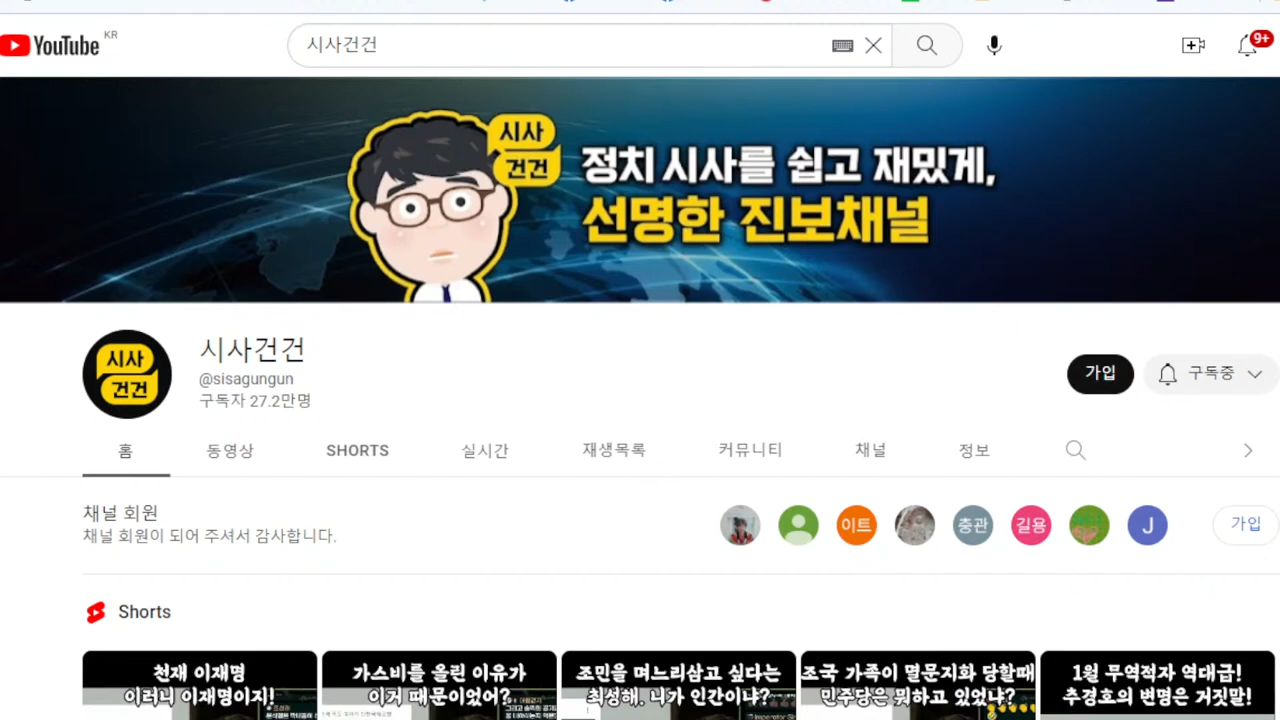 YouTube KR
시사건건
9+
시사
건건
정치 시사를 쉽고 재밌게,
선명한 진보채널
시사
건건
시사건건
@sisagungun
구독자 27.2만명
가입
구독중
홈
동영상
SHORTS
실시간
재생목록
커뮤니티
채널
정보
채널 회원
채널 회원이 되어 주셔서 감사합니다.
이트
충관
길용
J
가입
Shorts
천재 이재명
이러니 이재명이지!
가스비를 올린 이유가
이거 때문이었어?
조민을 며느리삼고 싶다는
최성해. 니가 인간이냐?
조국 가족이 멸문지화 당할때
민주당은 뭐하고 있었냐?
1월 무역적자 역대급!
추경호의 변명은 거짓말!